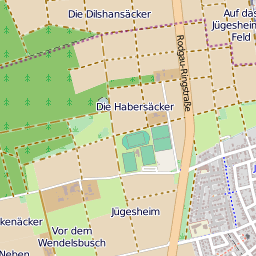 Die Dilshansäcker
Auf das
Jügesheim
Feld
Rodgau-Ringstraße
Die Habersäcker
J
kenäcker
Jügesheim
Vor dem
Wendelsbusch
Neben